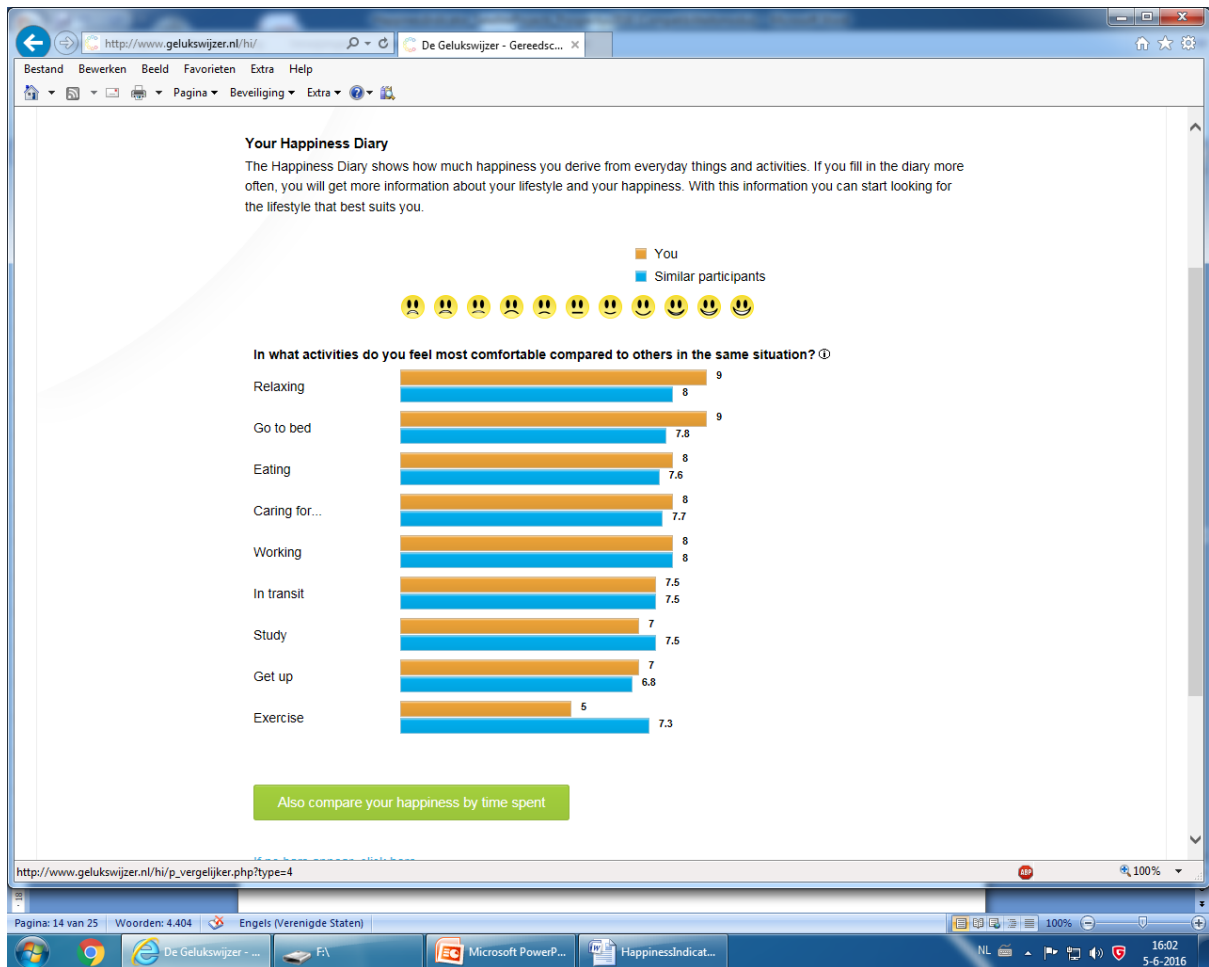 http://www.gelukswijzer.nl/hi/
De Gelukswijzer - Gereedsc...
Bestand Bewerken Beeld Favorieten Extra Help
Pagina Beveiliging Extra
Your Happiness Diary
The Happiness Diary shows how much happiness you derive from everyday things and activities. If you fill in the diary more
often, you will get more information about your lifestyle and your happiness. With this information you can start looking for
the lifestyle that best suits you.
You
Similar participants
In what activities do you feel most comfortable compared to others in the same situation?
Relaxing 9
8
Go to bed 9
7.8
Eating 8
7.6
Caring for... 8
7.7
Working 8
8
In transit 7.5
7.5
Study 7
7.5
Get up 7
6.8
Exercise 5
7.3
Also compare your happiness by time spent
http://www.gelukswijzer.nl/hi/p_vergelijker.php?type=4
ABP
100%
18
Pagina: 14 van 25 Woorden: 4.404 Engels (Verenigde Staten) 100%
De Gelukswijzer - ... F:\ Microsoft PowerP... HappinessIndicat... NL 16:02
5-6-2016